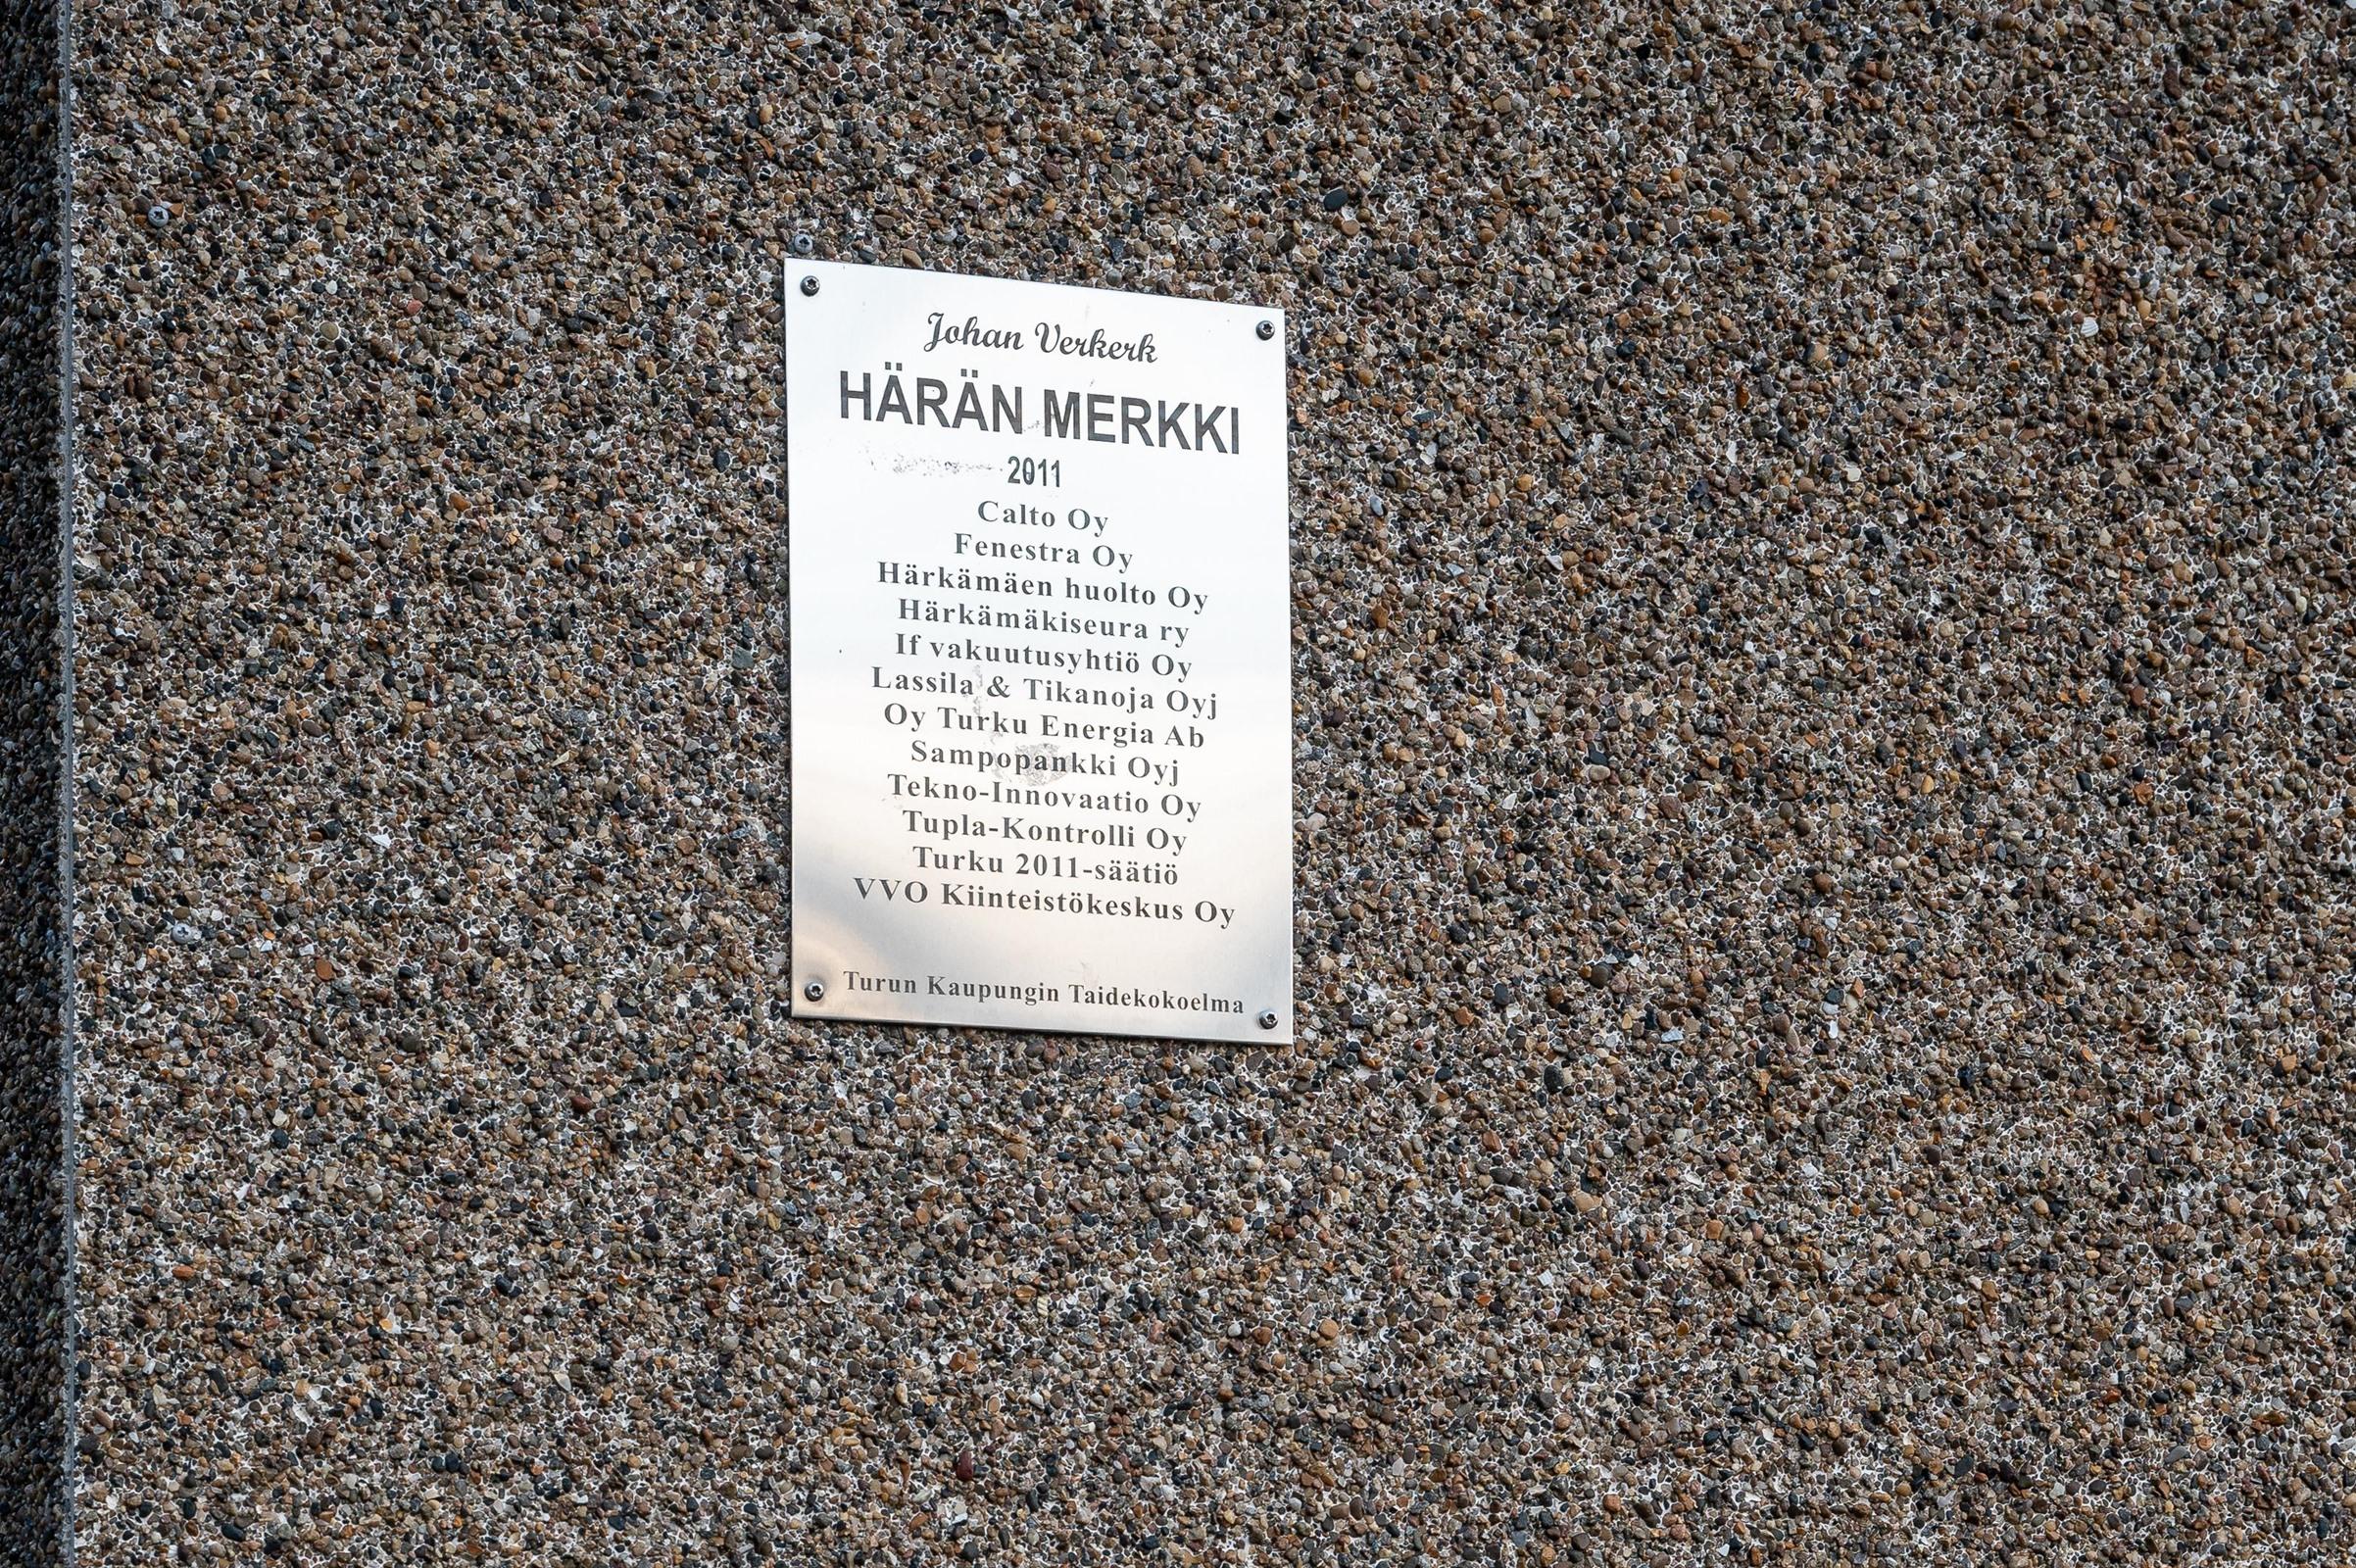 Johan Verkerk
HÄRÄN MERKKI
2011
Calto Oy
Fenestra Oy
Härkämäen huolto Oy
Härkämäkiseura ry
If vakuutusyhtiö Oy
Lassila & Tikanoja Oyj
Oy Turku Energia Ab
Sampopankki Oyj
Tekno-Innovaatio Oy
Tupla-Kontrolli Oy
Turku 2011-säätiö
VVO Kiinteistökeskus Oy
Turun Kaupungin Taidekokoelma